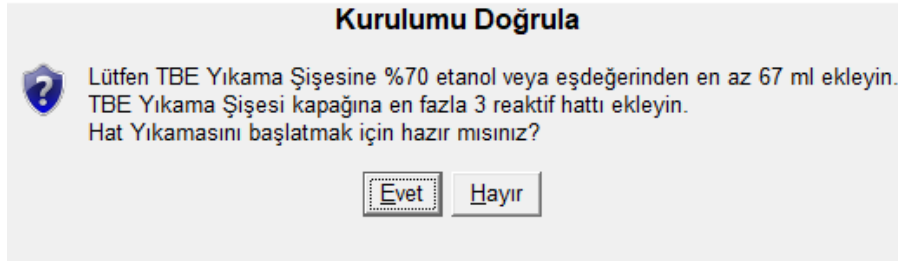 Kurulumu Doğrula
Lütfen TBE Yıkama Şişesine %70 etanol veya eşdeğerinden en az 67 ml ekleyin.
TBE Yıkama Şişesi kapağına en fazla 3 reaktif hattı ekleyin.
Hat Yıkamasını başlatmak için hazır mısınız?
Evet Hayır